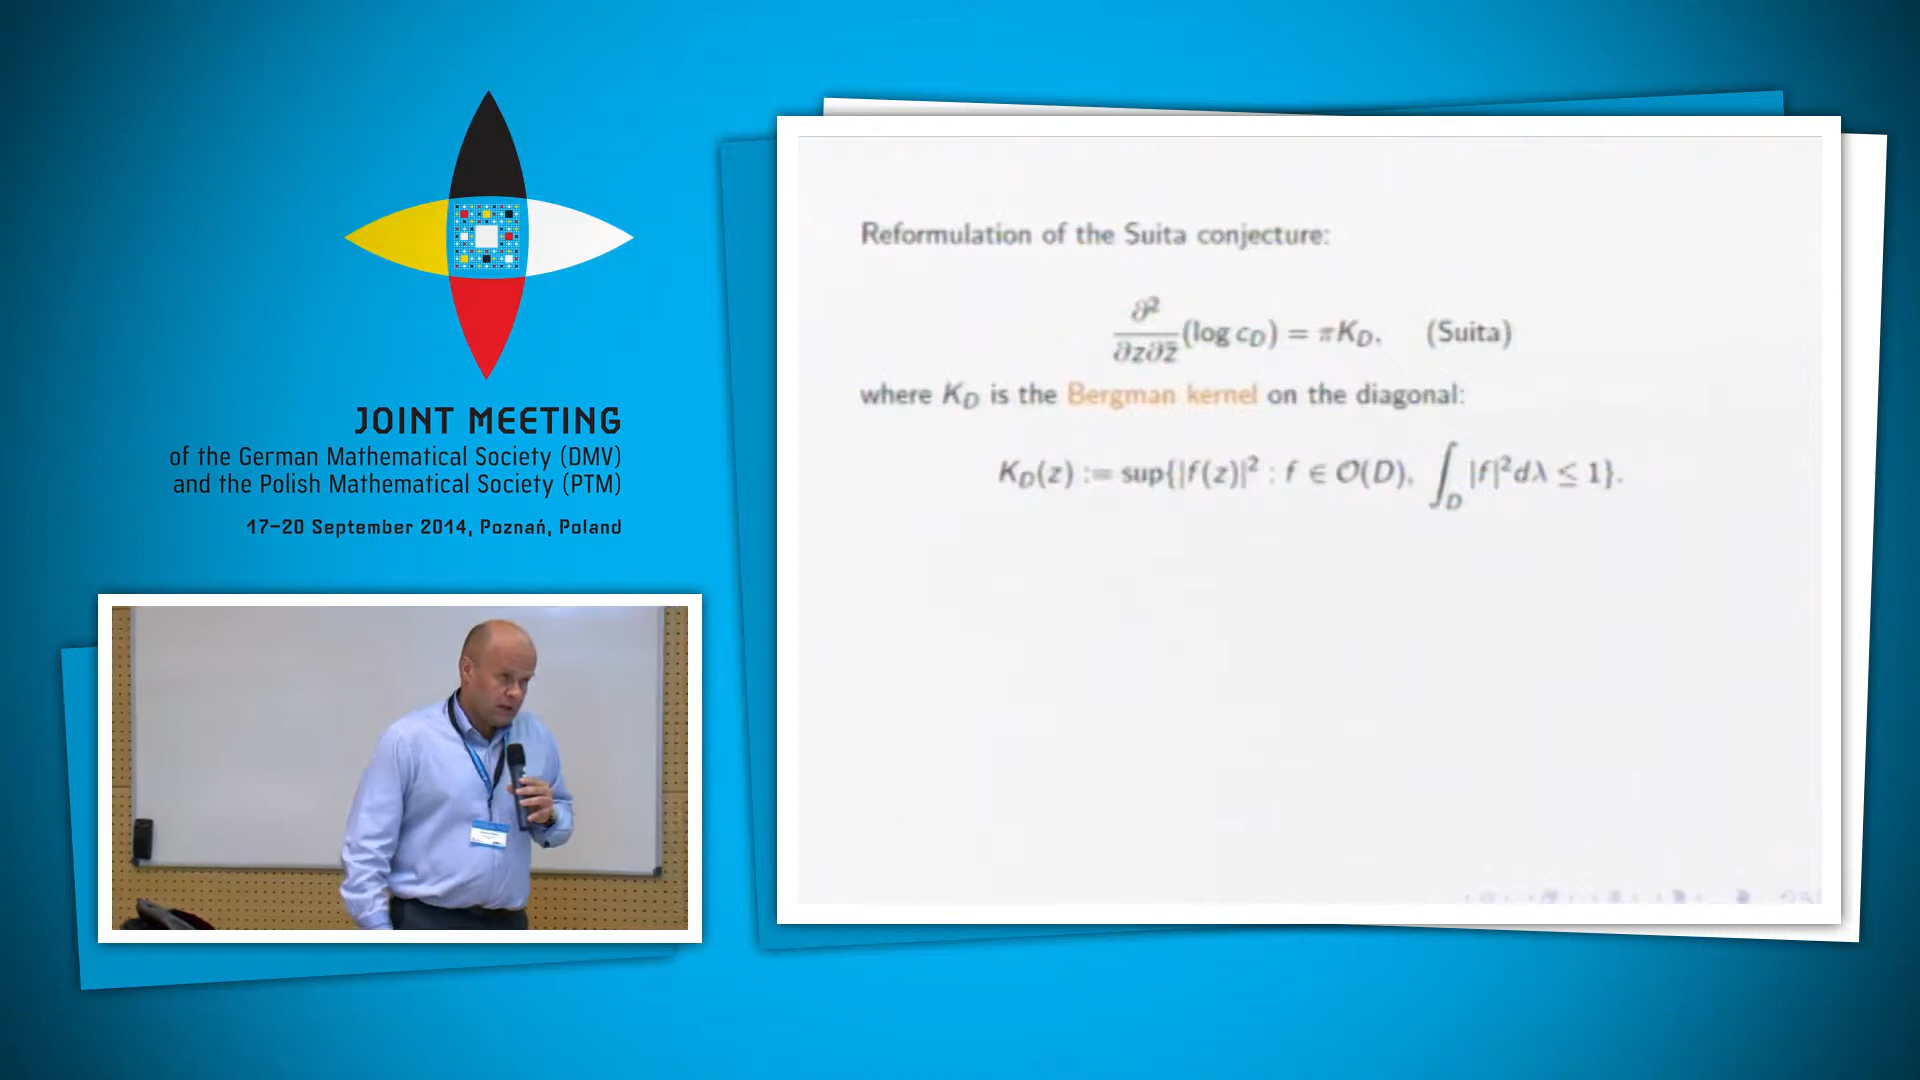 JOINT MEETING
of the German Mathematical Society (DMV)
and the Polish Mathematical Society (PTM)
17–20 September 2014, Poznań, Poland
Reformulation of the Suita conjecture:
∂²/∂z∂z̄ (log c_D) = πK_D, (Suita)
where K_D is the Bergman kernel on the diagonal:
K_D(z) := sup{|f(z)|² : f ∈ O(D), ∫_D |f|²dλ ≤ 1}.